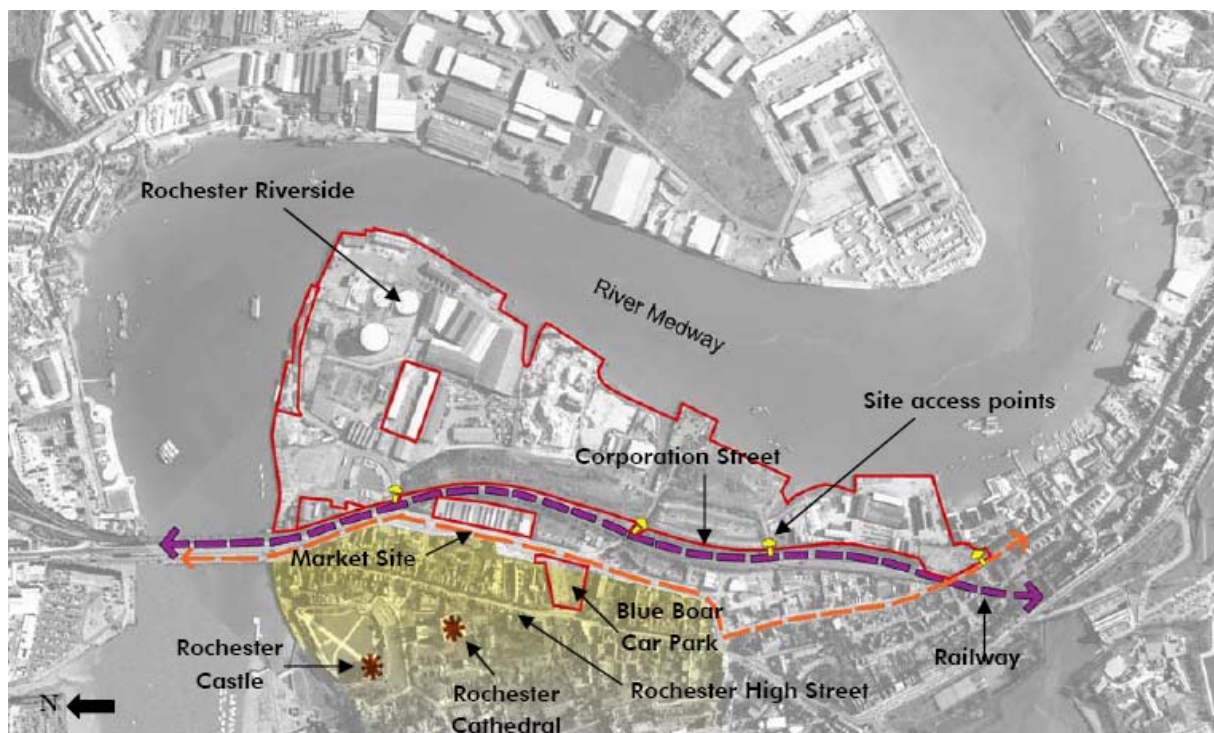 Rochester Riverside
River Medway
Site access points
Corporation Street
Market Site
Blue Boar
Car Park
Rochester
Castle
Rochester
Cathedral
Rochester High Street
Railway
N